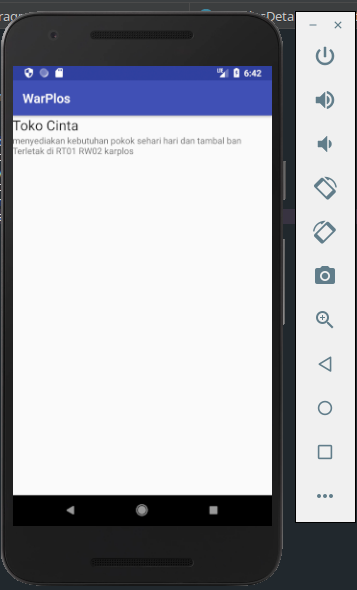 6:42
WarPlos
Toko Cinta
menyediakan kebutuhan pokok sehari hari dan tambal ban
Terletak di RT01 RW02 karplos